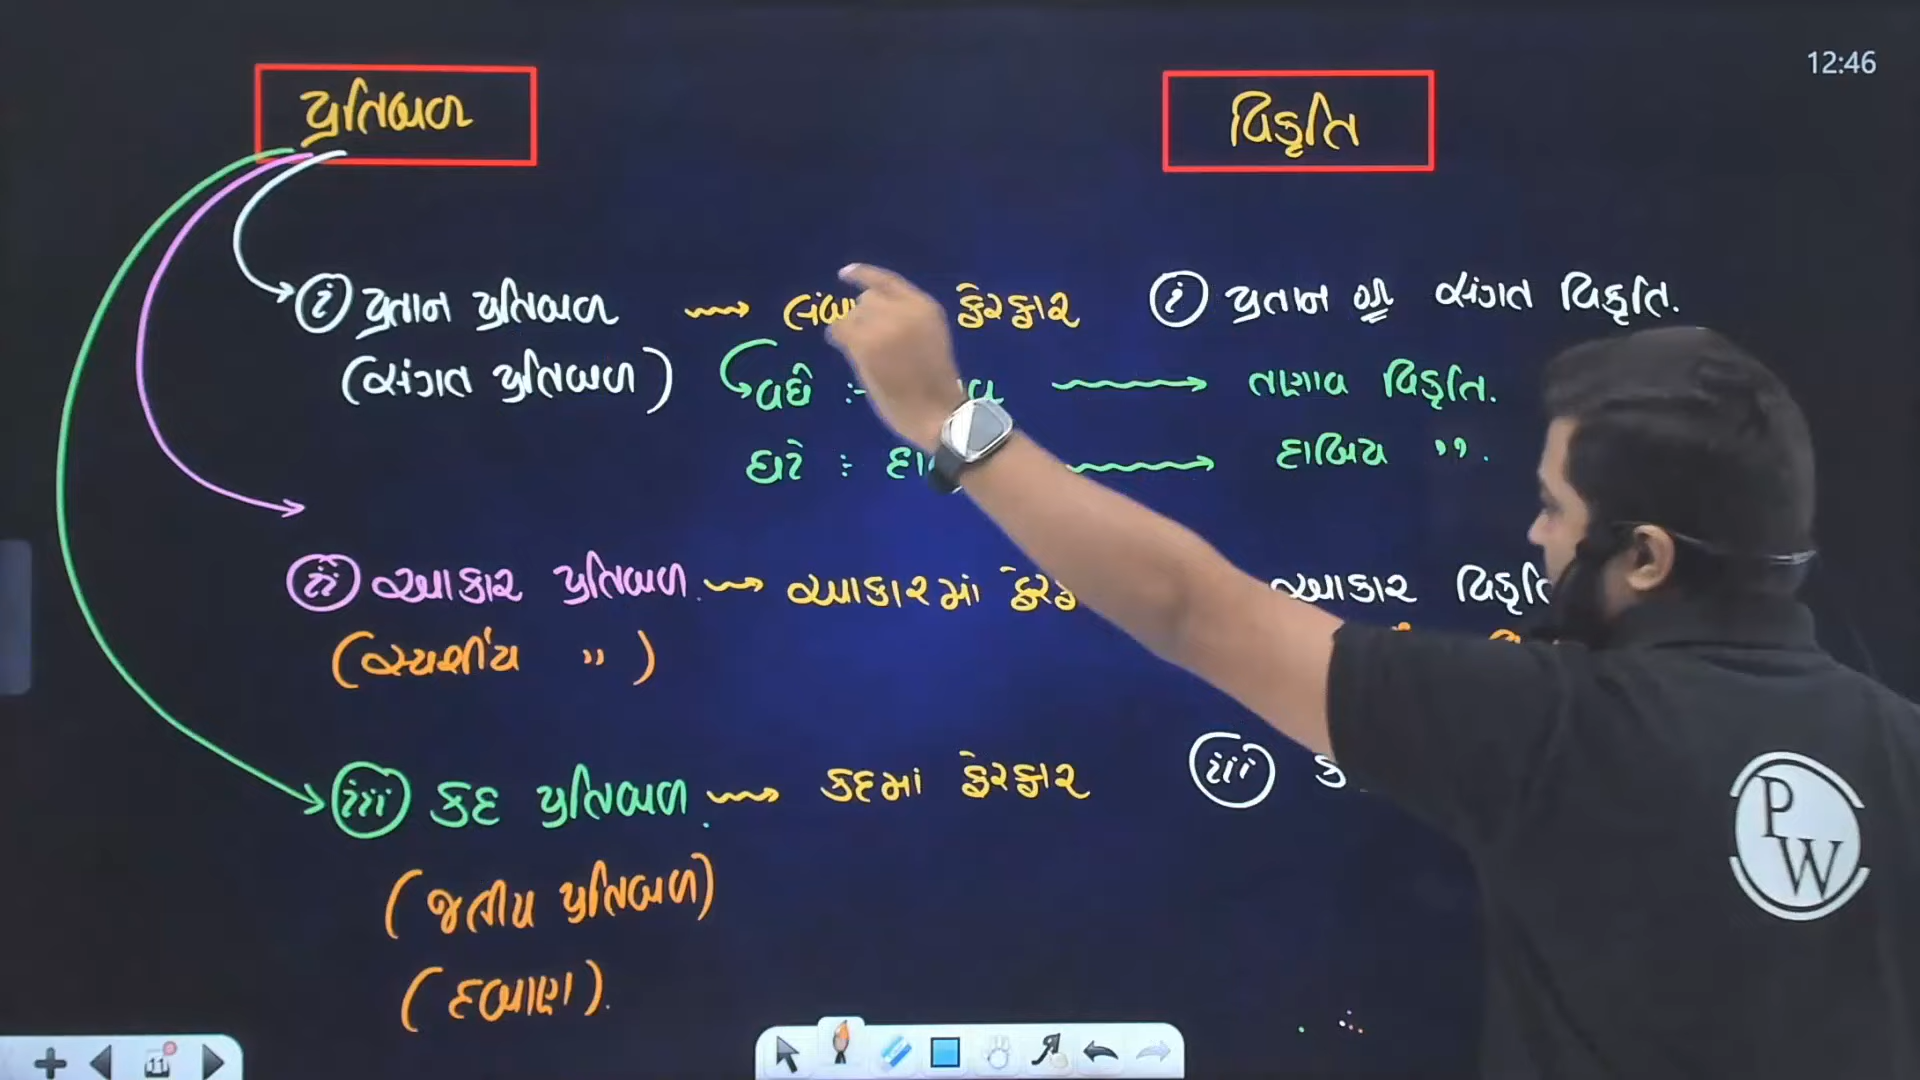 12:46
પ્રતિબળ
વિકૃતિ
(i) પ્રતાન પ્રતિબળ
ફેરફાર
(i) પ્રતાન
સંગત વિકૃતિ.
(સંગત પ્રતિબળ)
વધે :-
તણાવ વિકૃતિ.
ઘટે :
દાબીય ,, .
(ii) આકાર પ્રતિબળ.
આકારમાં
આકાર
(સ્પર્શીય ,, )
(iii) કદ પ્રતિબળ.
કદમાં ફેરફાર
(iii)
(જલીય પ્રતિબળ)
(દબાણ).
P
W
11